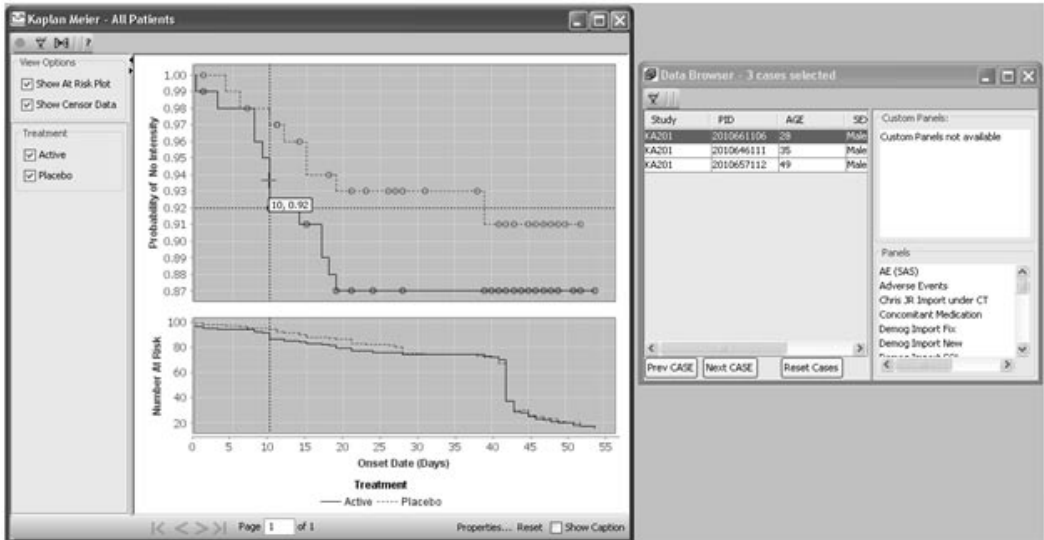 Kaplan Meier - All Patients
?
View Options
Show At Risk Plot
Show Censor Data
Treatment
Active
Placebo
Probability of No Intensity
1.00
0.99
0.98
0.97
0.96
0.95
0.94
0.93
0.92
0.91
0.90
0.89
0.88
0.87
10, 0.92
Number At Risk
100
80
60
40
20
0 5 10 15 20 25 30 35 40 45 50 55
Onset Date (Days)
Treatment
Active Placebo
Page 1 of 1
Properties... Reset Show Caption
Data Browser - 3 cases selected
Study PID AGE SEX
KA201 2010661106 28 Male
KA201 2010646111 35 Male
KA201 2010657112 49 Male
Prev CASE Next CASE Reset Cases
Custom Panels:
Custom Panels not available
Panels
AE (SAS)
Adverse Events
Chris JR Import under CT
Concomitant Medication
Demog Import Fix
Demog Import New